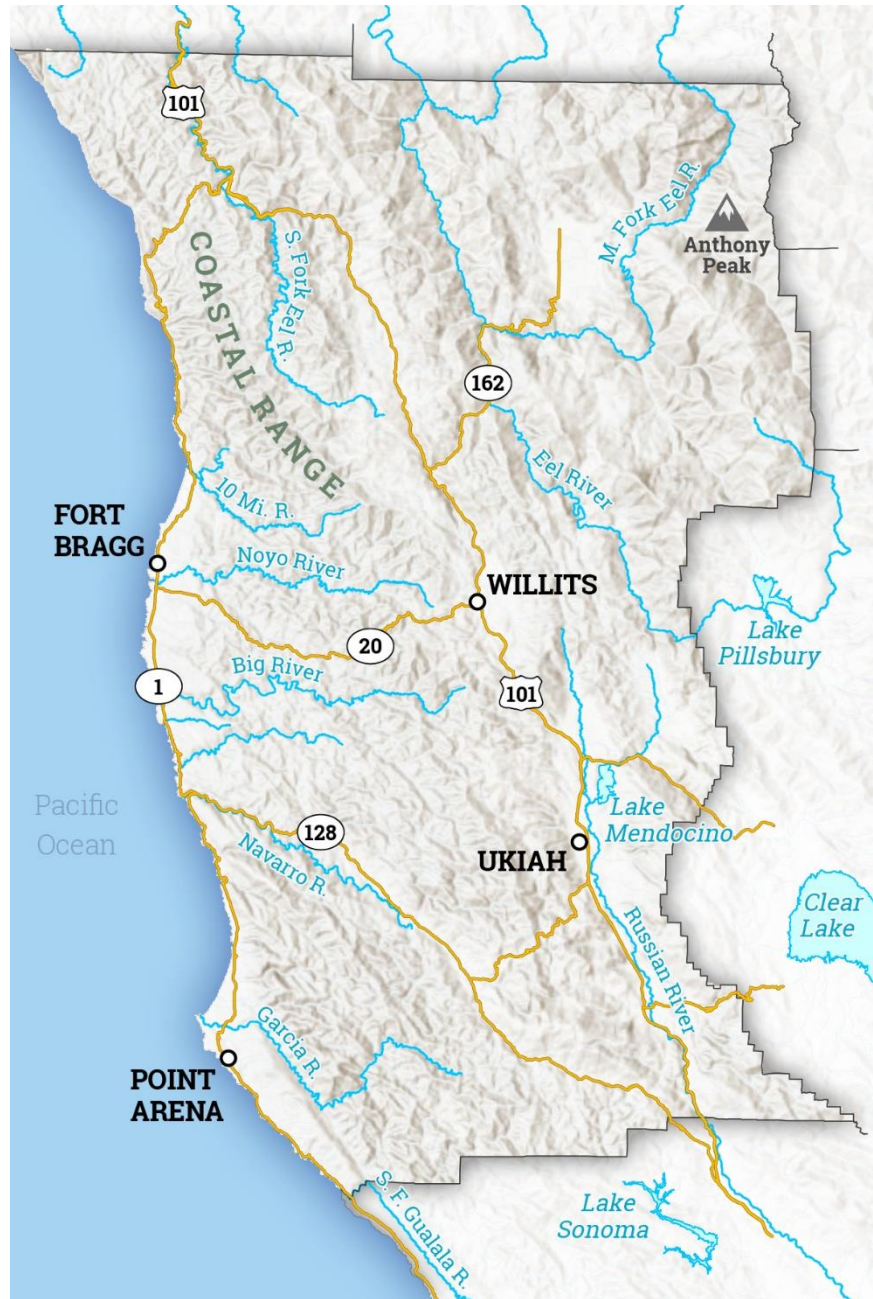 101
M. Fork Eel R.
Anthony
Peak
COASTAL RANGE
S. Fork Eel R.
162
Eel River
10 Mi. R.
FORT
BRAGG
Noyo River
WILLITS
20
Lake
Pillsbury
Big River
1
101
Pacific
Ocean
Lake
Mendocino
128
Navarro R.
UKIAH
Clear
Lake
Russian River
Garcia R.
POINT
ARENA
S. F. Gualala R.
Lake
Sonoma